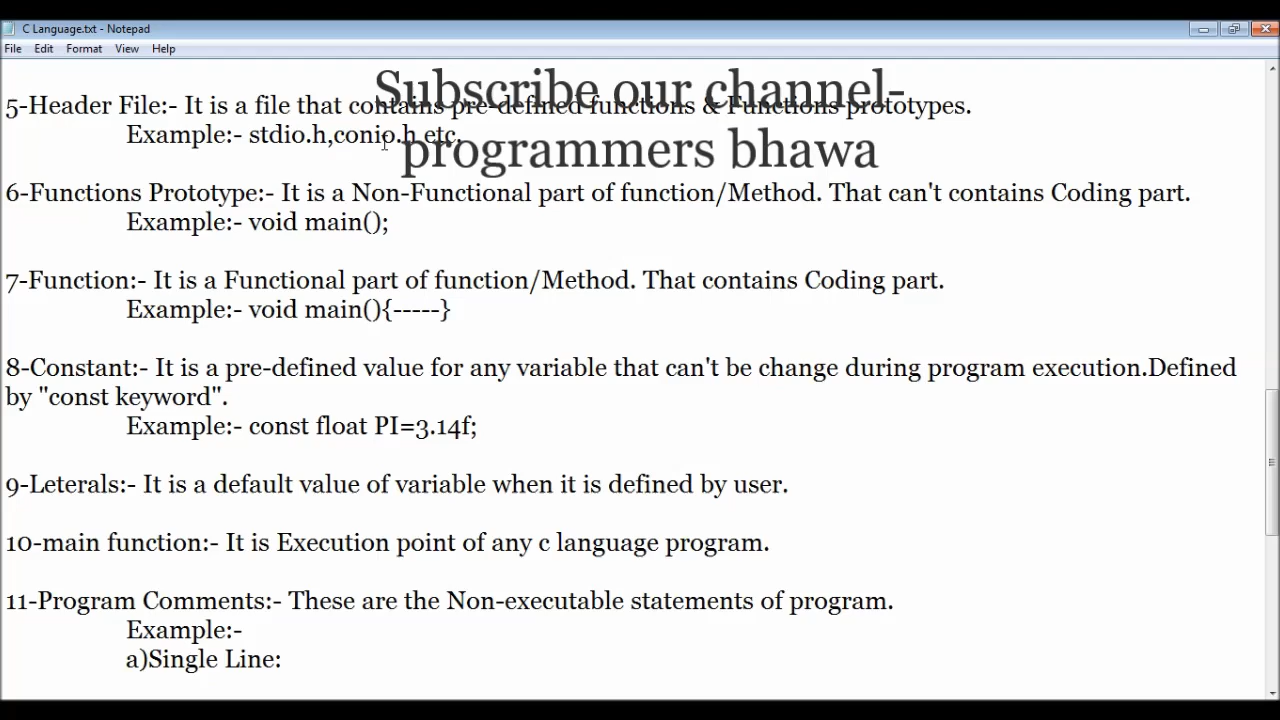 C Language.txt - Notepad
File Edit Format View Help
Subscribe our channel-
programmers bhawa
5-Header File:- It is a file that contains pre-defined functions & Functions prototypes.
Example:- stdio.h,conio.h etc.
6-Functions Prototype:- It is a Non-Functional part of function/Method. That can't contains Coding part.
Example:- void main();
7-Function:- It is a Functional part of function/Method. That contains Coding part.
Example:- void main(){-----}
8-Constant:- It is a pre-defined value for any variable that can't be change during program execution.Defined
by "const keyword".
Example:- const float PI=3.14f;
9-Leterals:- It is a default value of variable when it is defined by user.
10-main function:- It is Execution point of any c language program.
11-Program Comments:- These are the Non-executable statements of program.
Example:-
a)Single Line: